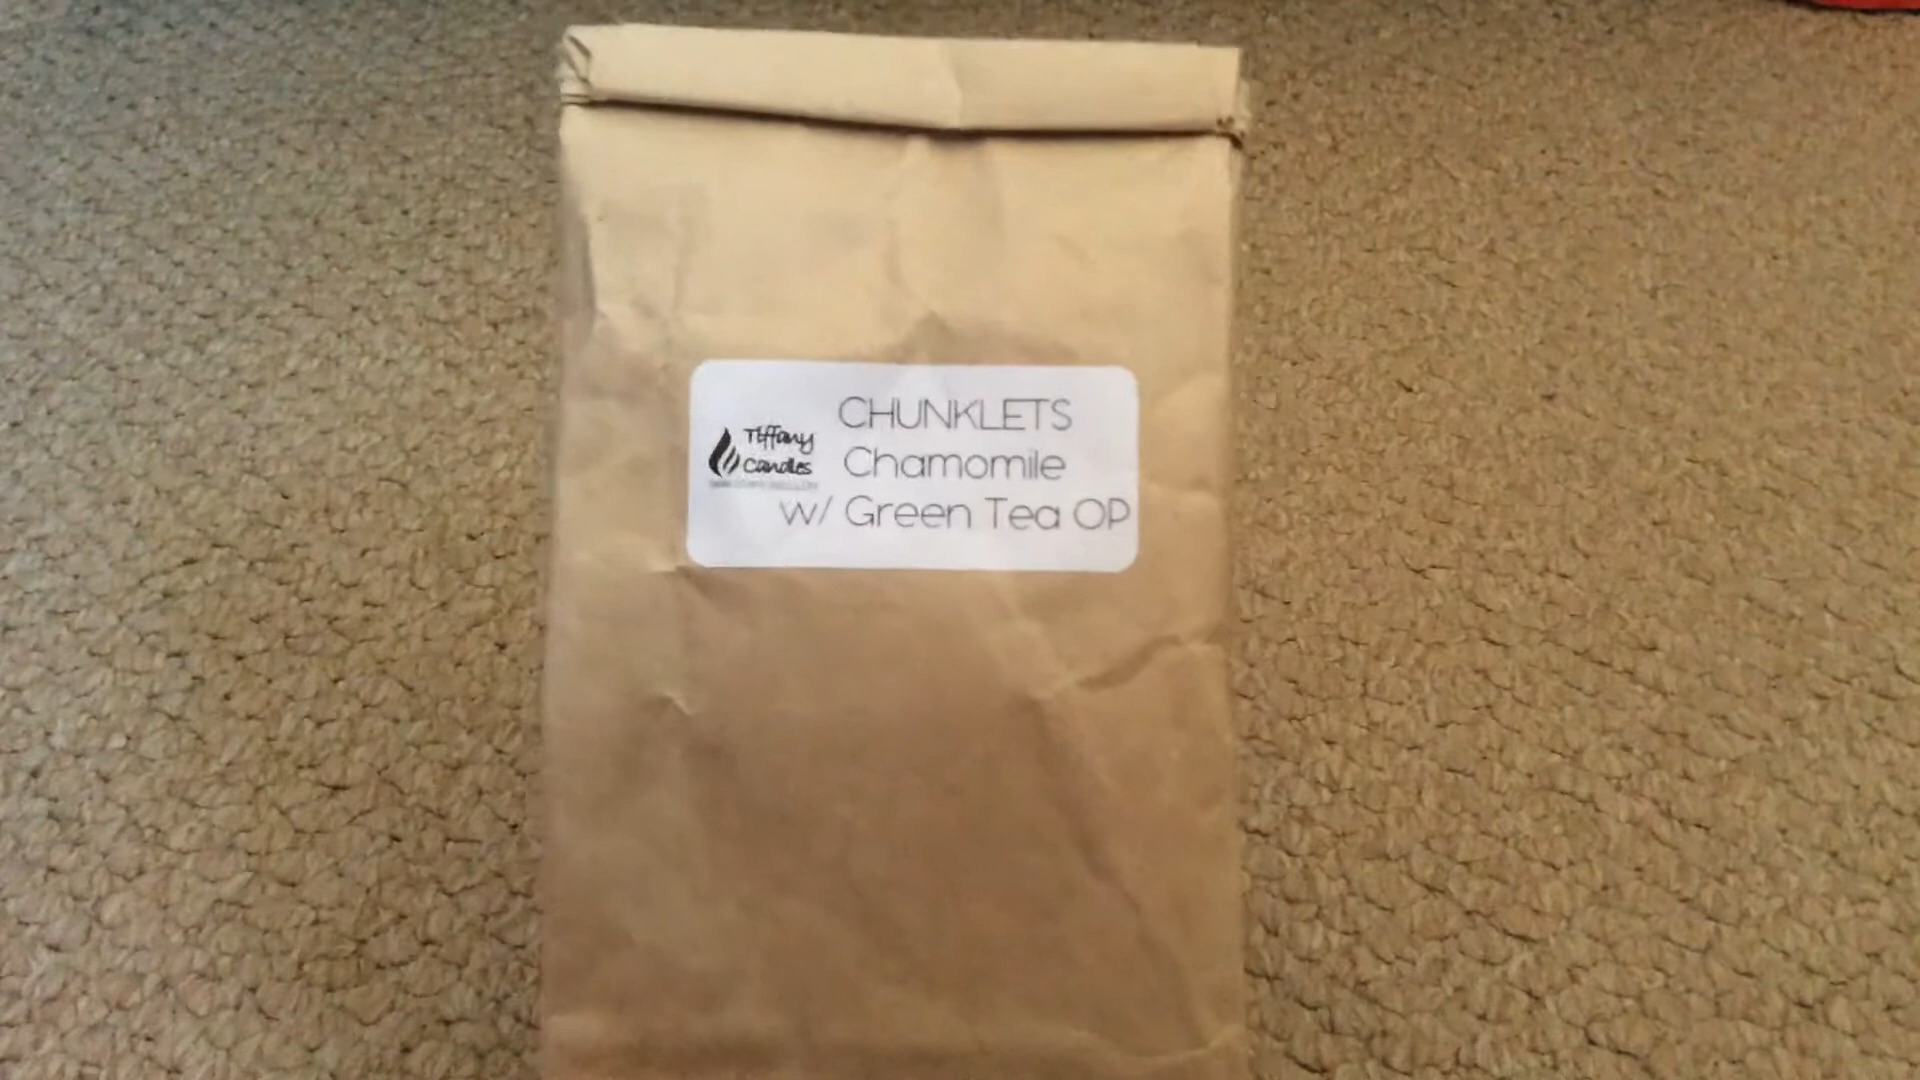 CHUNKLETS
Tiffany
Candles
Chamomile
w/ Green Tea OP